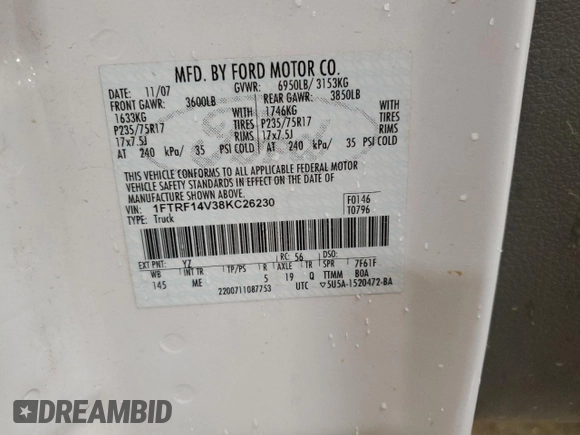 MFD. BY FORD MOTOR CO.
DATE: 11/07 GVWR: 6950LB/ 3153KG
FRONT GAWR: 3600LB REAR GAWR: 3850LB
1633KG WITH 1746KG WITH
P235/75R17 TIRES P235/75R17 TIRES
17x7.5J RIMS 17x7.5J RIMS
AT 240 kPa/ 35 PSI COLD AT 240 kPa/ 35 PSI COLD
THIS VEHICLE CONFORMS TO ALL APPLICABLE FEDERAL MOTOR
VEHICLE SAFETY STANDARDS IN EFFECT ON THE DATE OF
MANUFACTURE SHOWN ABOVE.
VIN: 1FTRF14V38KC26230 F0146
TYPE: Truck T0796
EXT PNT: YZ RC: 56 DSO:
WB INT TR TP/PS R AXLE TR SPR 7F61F
145 ME 5 19 Q TTMM BOA
2200711087753 UTC ▽5U5A-1520472-BA
Ford
DREAMBID